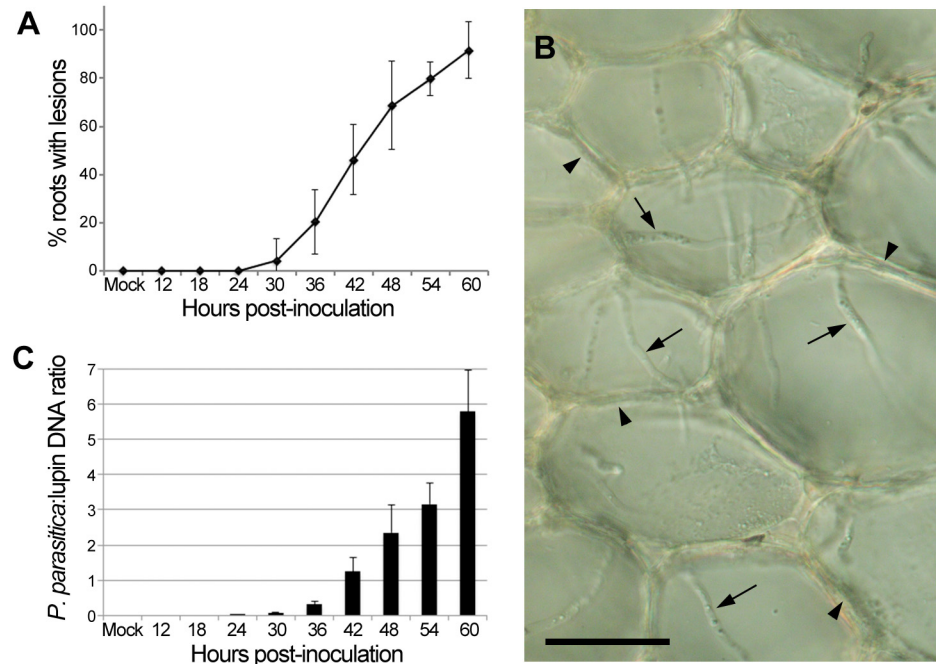 A
% roots with lesions
100
80
60
40
20
0
Mock 12 18 24 30 36 42 48 54 60
Hours post-inoculation
B
C
P. parasitica:lupin DNA ratio
7
6
5
4
3
2
1
0
Mock 12 18 24 30 36 42 48 54 60
Hours post-inoculation